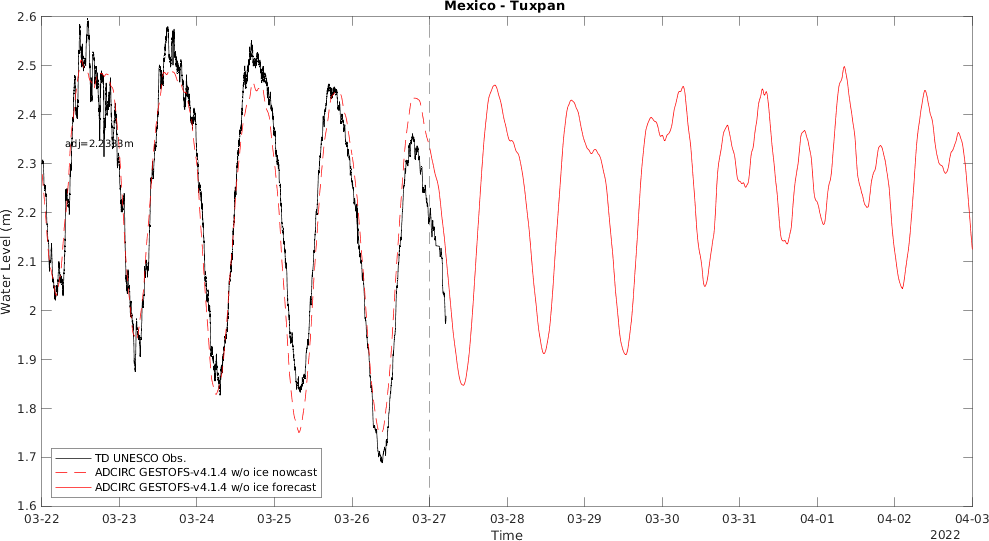 Mexico - Tuxpan
2.6
2.5
2.4
2.3
2.2
2.1
2
1.9
1.8
1.7
1.6
Water Level (m)
TD UNESCO Obs.
ADCIRC GESTOFS-v4.1.4 w/o ice nowcast
ADCIRC GESTOFS-v4.1.4 w/o ice forecast
03-22 03-23 03-24 03-25 03-26 03-27 03-28 03-29 03-30 03-31 04-01 04-02 04-03
Time
2022